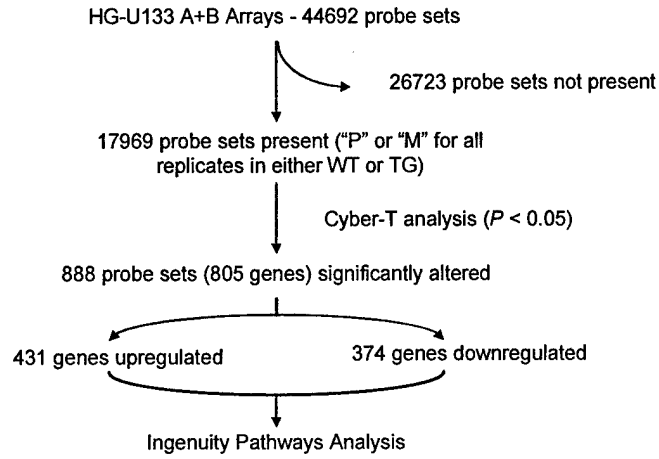 HG-U133 A+B Arrays - 44692 probe sets
26723 probe sets not present
17969 probe sets present (“P” or “M” for all
replicates in either WT or TG)
Cyber-T analysis (P < 0.05)
888 probe sets (805 genes) significantly altered
431 genes upregulated
374 genes downregulated
Ingenuity Pathways Analysis